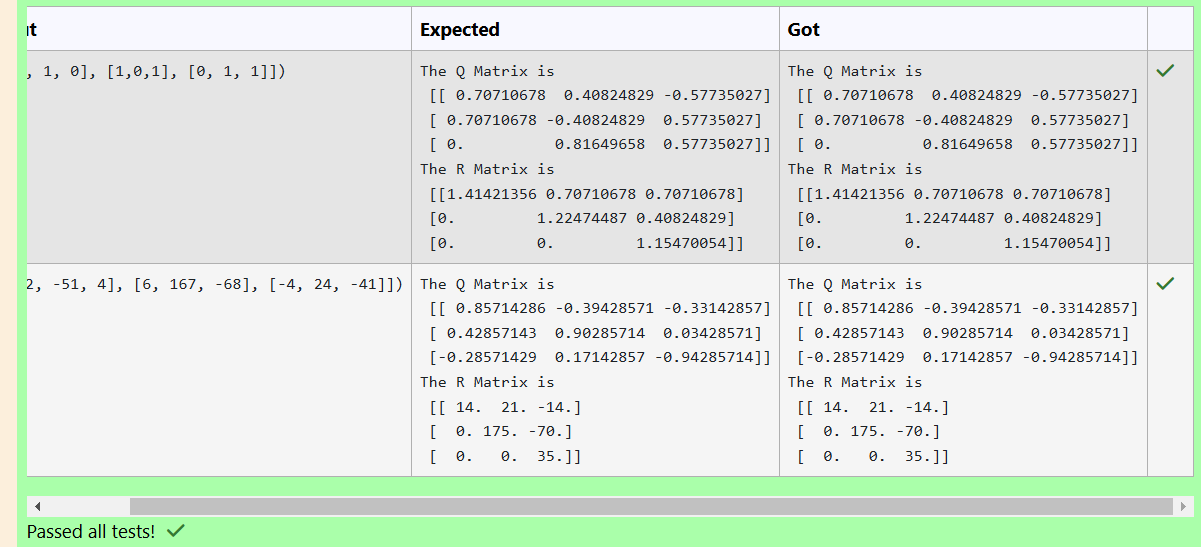 ut Expected Got
, 1, 0], [1,0,1], [0, 1, 1]])
The Q Matrix is
[[ 0.70710678  0.40824829 -0.57735027]
[ 0.70710678 -0.40824829  0.57735027]
[ 0.          0.81649658  0.57735027]]
The R Matrix is
[[1.41421356 0.70710678 0.70710678]
[0.         1.22474487 0.40824829]
[0.         0.         1.15470054]]
The Q Matrix is
[[ 0.70710678  0.40824829 -0.57735027]
[ 0.70710678 -0.40824829  0.57735027]
[ 0.          0.81649658  0.57735027]]
The R Matrix is
[[1.41421356 0.70710678 0.70710678]
[0.         1.22474487 0.40824829]
[0.         0.         1.15470054]]
2, -51, 4], [6, 167, -68], [-4, 24, -41]])
The Q Matrix is
[[ 0.85714286 -0.39428571 -0.33142857]
[ 0.42857143  0.90285714  0.03428571]
[-0.28571429  0.17142857 -0.94285714]]
The R Matrix is
[[ 14.  21. -14.]
[  0. 175. -70.]
[  0.   0.  35.]]
The Q Matrix is
[[ 0.85714286 -0.39428571 -0.33142857]
[ 0.42857143  0.90285714  0.03428571]
[-0.28571429  0.17142857 -0.94285714]]
The R Matrix is
[[ 14.  21. -14.]
[  0. 175. -70.]
[  0.   0.  35.]]
Passed all tests!